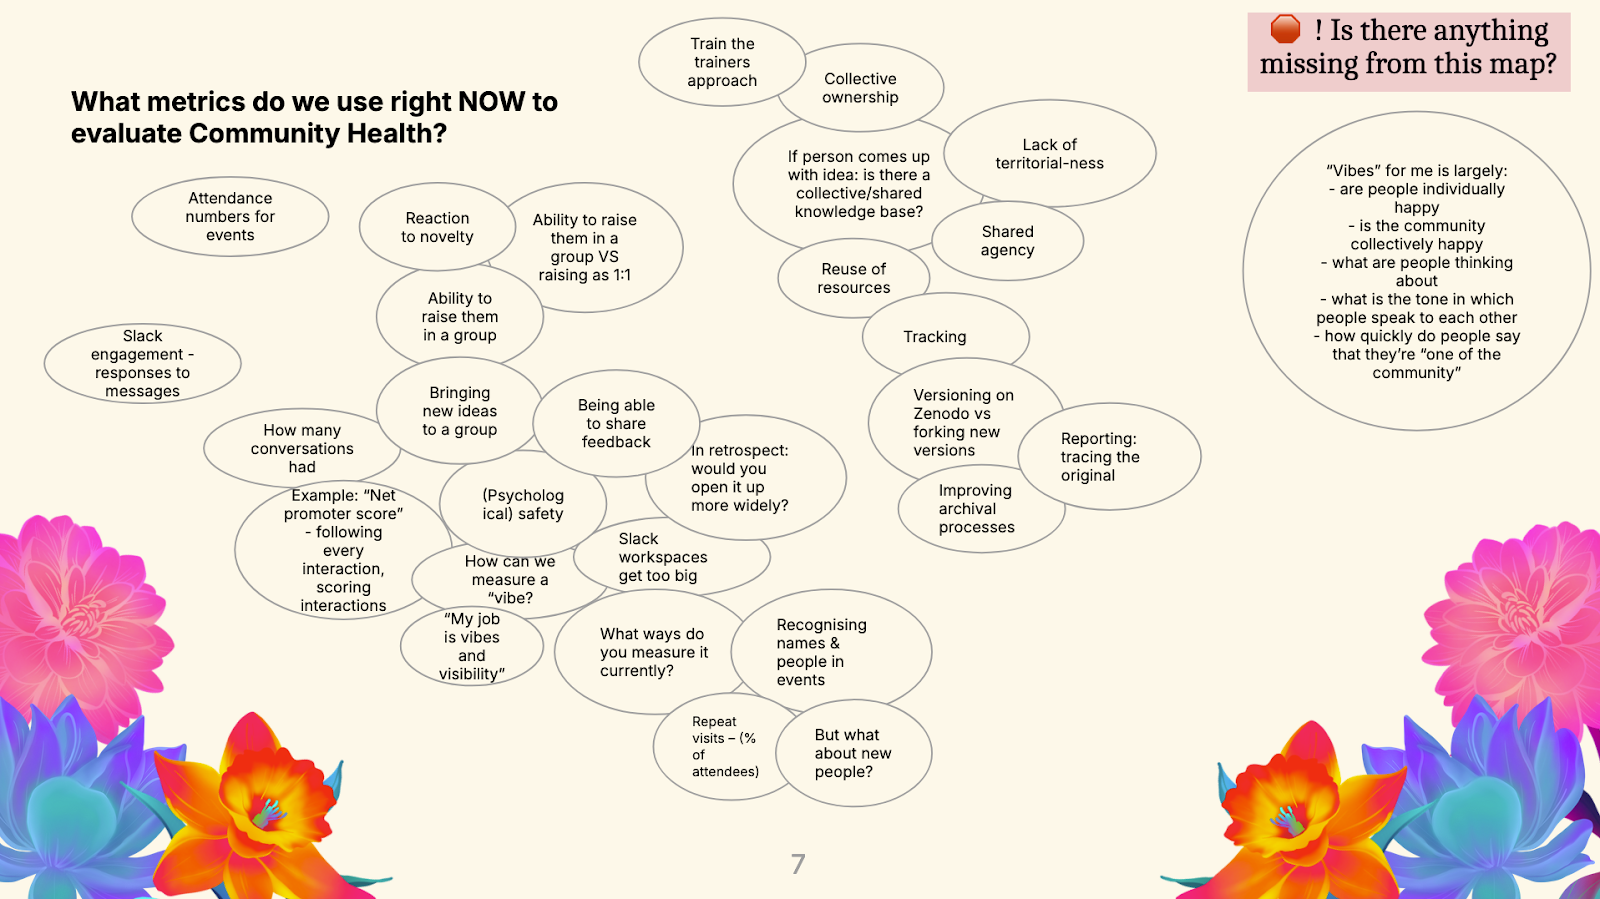 What metrics do we use right NOW to
evaluate Community Health?
! Is there anything
missing from this map?
Train the
trainers
approach
Collective
ownership
If person comes up
with idea: is there a
collective/shared
knowledge base?
Lack of
territorial-ness
Shared
agency
Reuse of
resources
Tracking
Versioning on
Zenodo vs
forking new
versions
Reporting:
tracing the
original
Improving
archival
processes
Attendance
numbers for
events
Reaction
to novelty
Ability to raise
them in a
group VS
raising as 1:1
Ability to
raise them
in a group
Slack
engagement -
responses to
messages
Bringing
new ideas
to a group
Being able
to share
feedback
In retrospect:
would you
open it up
more widely?
How many
conversations
had
Example: “Net
promoter score”
- following
every
interaction,
scoring
interactions
(Psycholog
ical) safety
How can we
measure a
“vibe?
Slack
workspaces
get too big
“My job
is vibes
and
visibility”
What ways do
you measure it
currently?
Recognising
names &
people in
events
Repeat
visits – (%
of
attendees)
But what
about new
people?
“Vibes” for me is largely:
- are people individually
happy
- is the community
collectively happy
- what are people thinking
about
- what is the tone in which
people speak to each other
- how quickly do people say
that they’re “one of the
community”
7